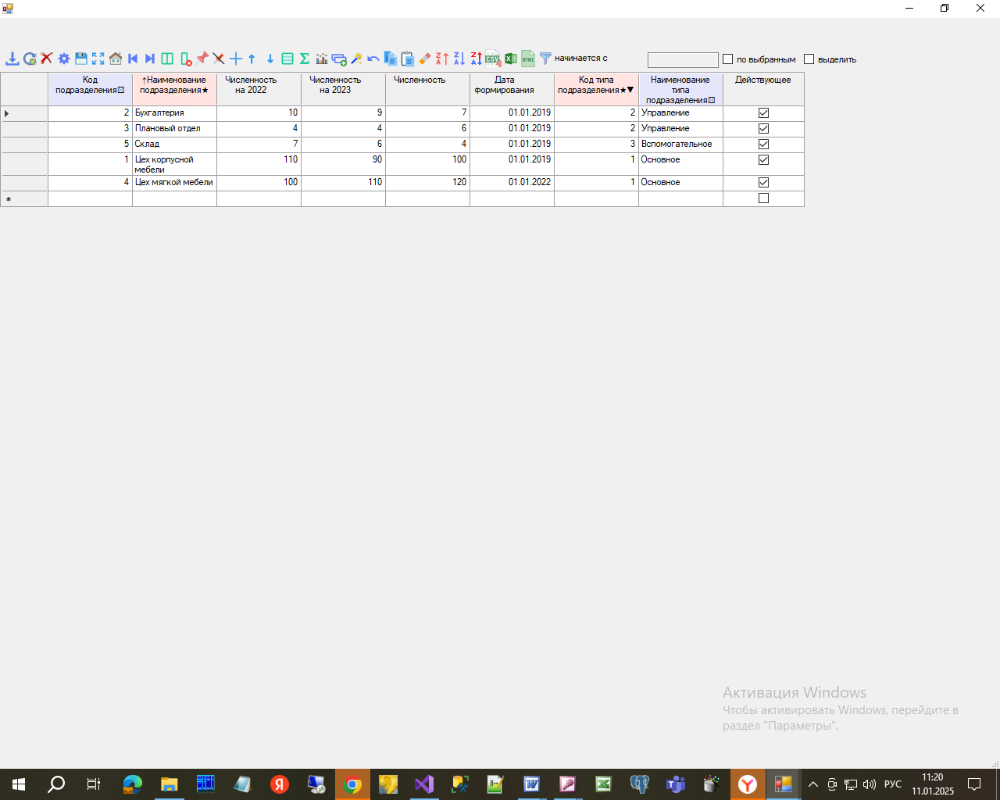 начинается с по выбранным выделить
Код подразделения⚃ ↑Наименование подразделения★ Численность на 2022 Численность на 2023 Численность Дата формирования Код типа подразделения★▼ Наименование типа подразделения⚃ Действующее
2 Бухгалтерия 10 9 7 01.01.2019 2 Управление
3 Плановый отдел 4 4 6 01.01.2019 2 Управление
5 Склад 7 6 4 01.01.2019 3 Вспомогательное
1 Цех корпусной мебели 110 90 100 01.01.2019 1 Основное
4 Цех мягкой мебели 100 110 120 01.01.2022 1 Основное
Активация Windows
Чтобы активировать Windows, перейдите в
раздел "Параметры".
РУС
11:20
11.01.2025